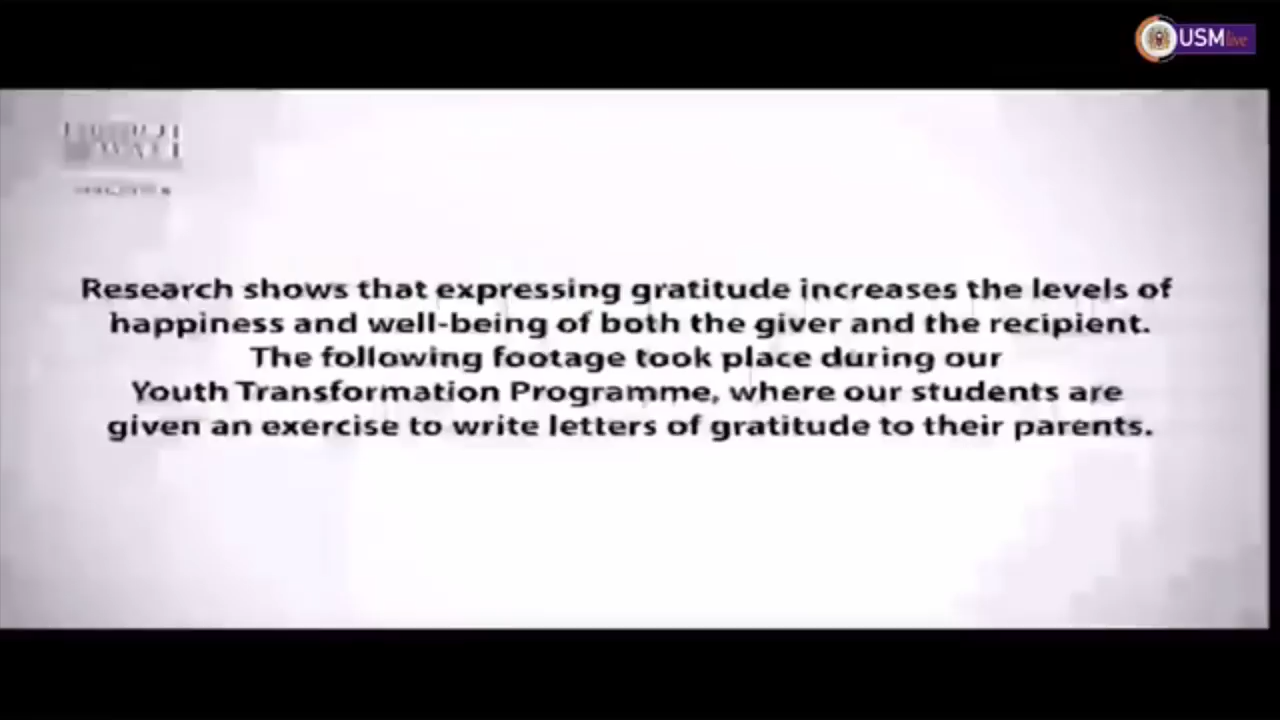 USMlive
Research shows that expressing gratitude increases the levels of
happiness and well-being of both the giver and the recipient.
The following footage took place during our
Youth Transformation Programme, where our students are
given an exercise to write letters of gratitude to their parents.